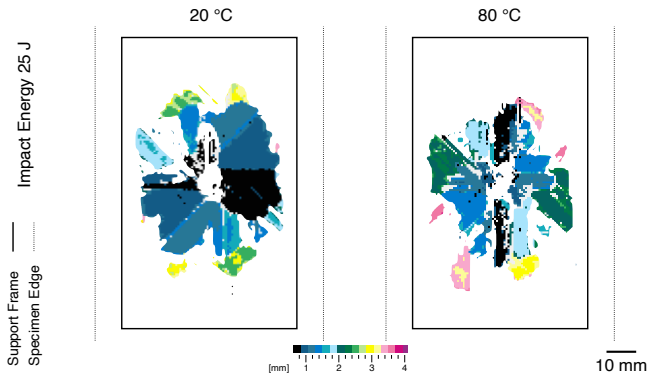 20 °C
80 °C
Impact Energy 25 J
Support Frame
Specimen Edge
[mm]
1 2 3 4
10 mm